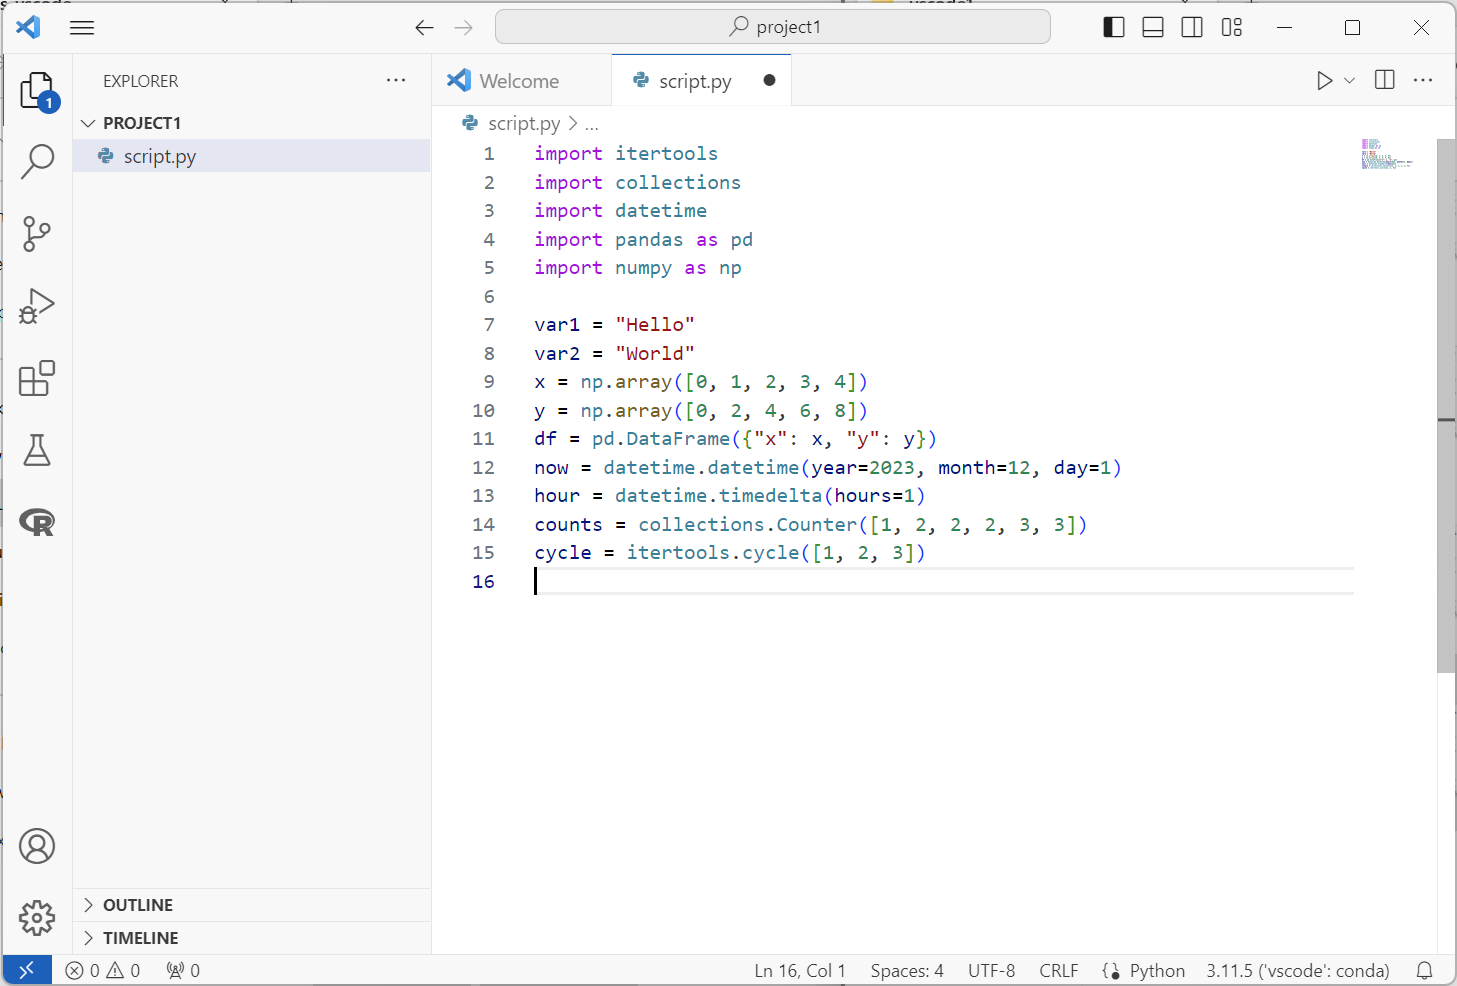 project1
EXPLORER
Welcome
script.py
1
PROJECT1
script.py
script.py > ...
1 import itertools
2 import collections
3 import datetime
4 import pandas as pd
5 import numpy as np
6
7 var1 = "Hello"
8 var2 = "World"
9 x = np.array([0, 1, 2, 3, 4])
10 y = np.array([0, 2, 4, 6, 8])
11 df = pd.DataFrame({"x": x, "y": y})
12 now = datetime.datetime(year=2023, month=12, day=1)
13 hour = datetime.timedelta(hours=1)
14 counts = collections.Counter([1, 2, 2, 2, 3, 3])
15 cycle = itertools.cycle([1, 2, 3])
16
OUTLINE
TIMELINE
0 0 0 Ln 16, Col 1 Spaces: 4 UTF-8 CRLF Python 3.11.5 ('vscode': conda)